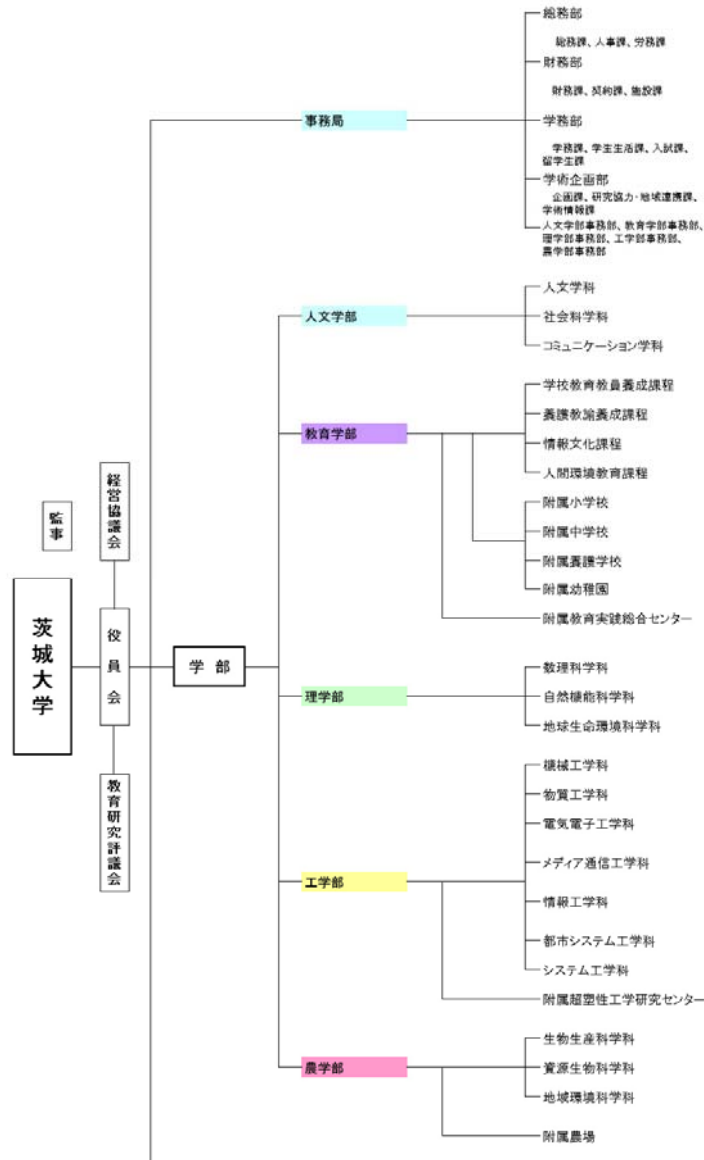 総務部
総務課、人事課、労務課
財務部
財務課、契約課、施設課
事務局
学務部
学務課、学生生活課、入試課、
留学生課
学術企画部
企画課、研究協力・地域連携課、
学術情報課
人文学部事務部、教育学部事務部、
理学部事務部、工学部事務部、
農学部事務部
人文学科
人文学部
社会科学科
コミュニケーション学科
学校教育教員養成課程
養護教諭養成課程
教育学部
情報文化課程
人間環境教育課程
附属小学校
附属中学校
附属養護学校
附属幼稚園
附属教育実践総合センター
監事
経営協議会
茨城大学
役員会
学部
教育研究評議会
数理科学科
理学部
自然機能科学科
地球生命環境科学科
機械工学科
物質工学科
電気電子工学科
メディア通信工学科
工学部
情報工学科
都市システム工学科
システム工学科
附属超塑性工学研究センター
生物生産科学科
農学部
資源生物科学科
地域環境科学科
附属農場